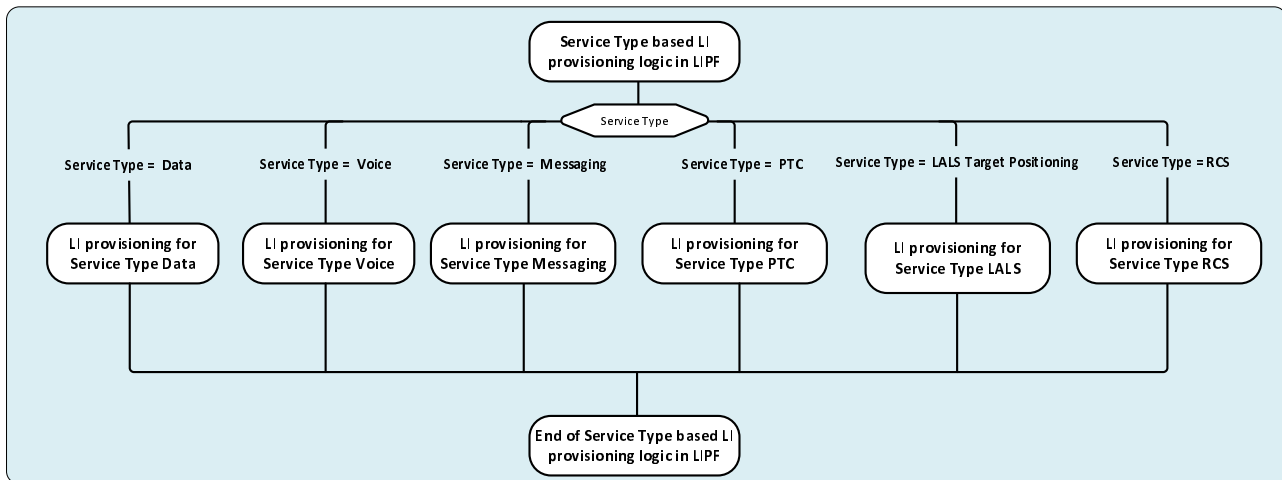 Service Type based LI
provisioning logic in LIPF
Service Type
Service Type = Data
Service Type = Voice
Service Type = Messaging
Service Type = PTC
Service Type = LALS Target Positioning
Service Type = RCS
LI provisioning for
Service Type Data
LI provisioning for
Service Type Voice
LI provisioning for
Service Type Messaging
LI provisioning for
Service Type PTC
LI provisioning for
Service Type LALS
LI provisioning for
Service Type RCS
End of Service Type based LI
provisioning logic in LIPF